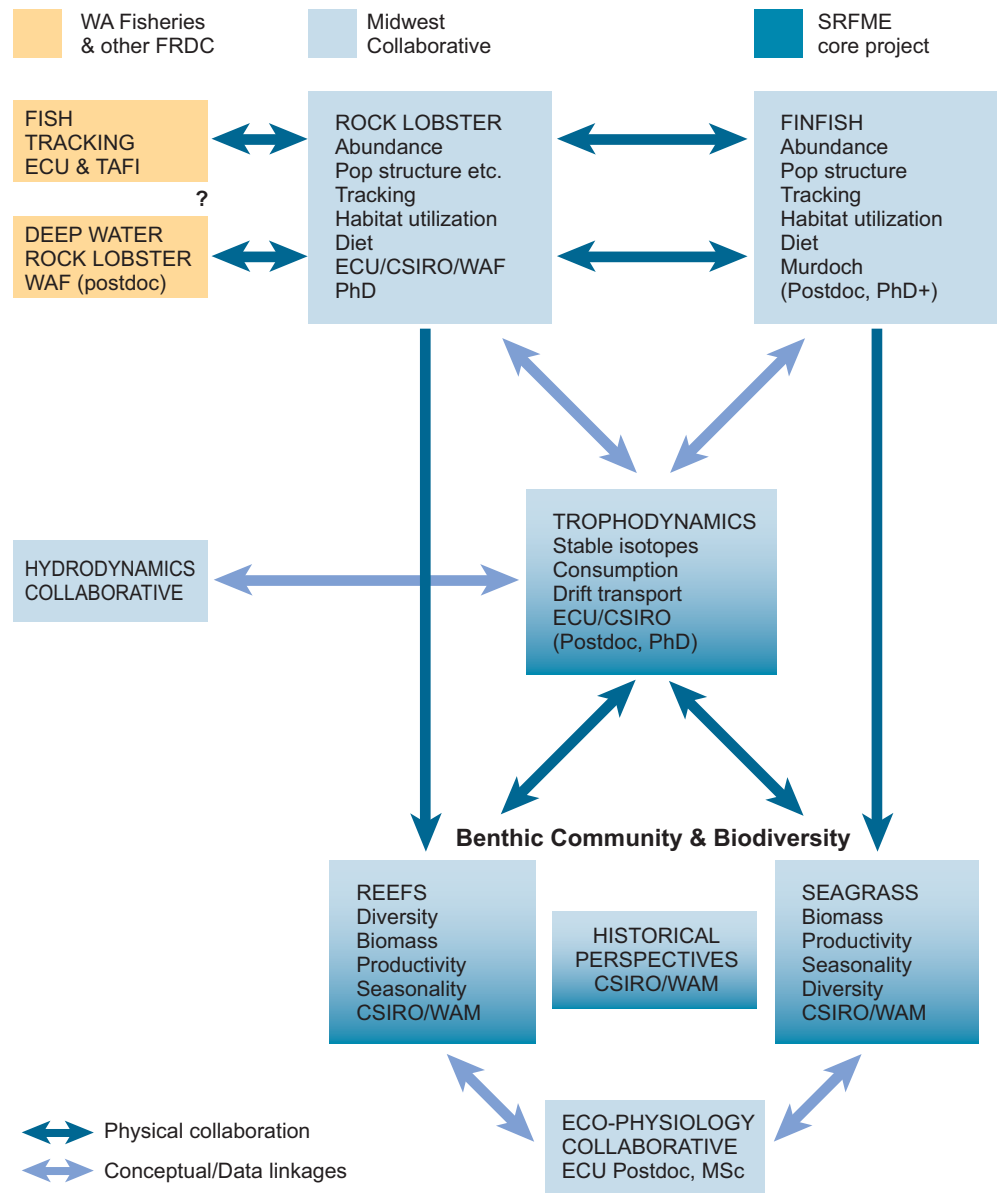 WA Fisheries
& other FRDC
Midwest
Collaborative
SRFME
core project
FISH
TRACKING
ECU & TAFI
?
DEEP WATER
ROCK LOBSTER
WAF (postdoc)
ROCK LOBSTER
Abundance
Pop structure etc.
Tracking
Habitat utilization
Diet
ECU/CSIRO/WAF
PhD
FINFISH
Abundance
Pop structure
Tracking
Habitat utilization
Diet
Murdoch
(Postdoc, PhD+)
HYDRODYNAMICS
COLLABORATIVE
TROPHODYNAMICS
Stable isotopes
Consumption
Drift transport
ECU/CSIRO
(Postdoc, PhD)
Benthic Community & Biodiversity
REEFS
Diversity
Biomass
Productivity
Seasonality
CSIRO/WAM
HISTORICAL
PERSPECTIVES
CSIRO/WAM
SEAGRASS
Biomass
Productivity
Seasonality
Diversity
CSIRO/WAM
ECO-PHYSIOLOGY
COLLABORATIVE
ECU Postdoc, MSc
Physical collaboration
Conceptual/Data linkages